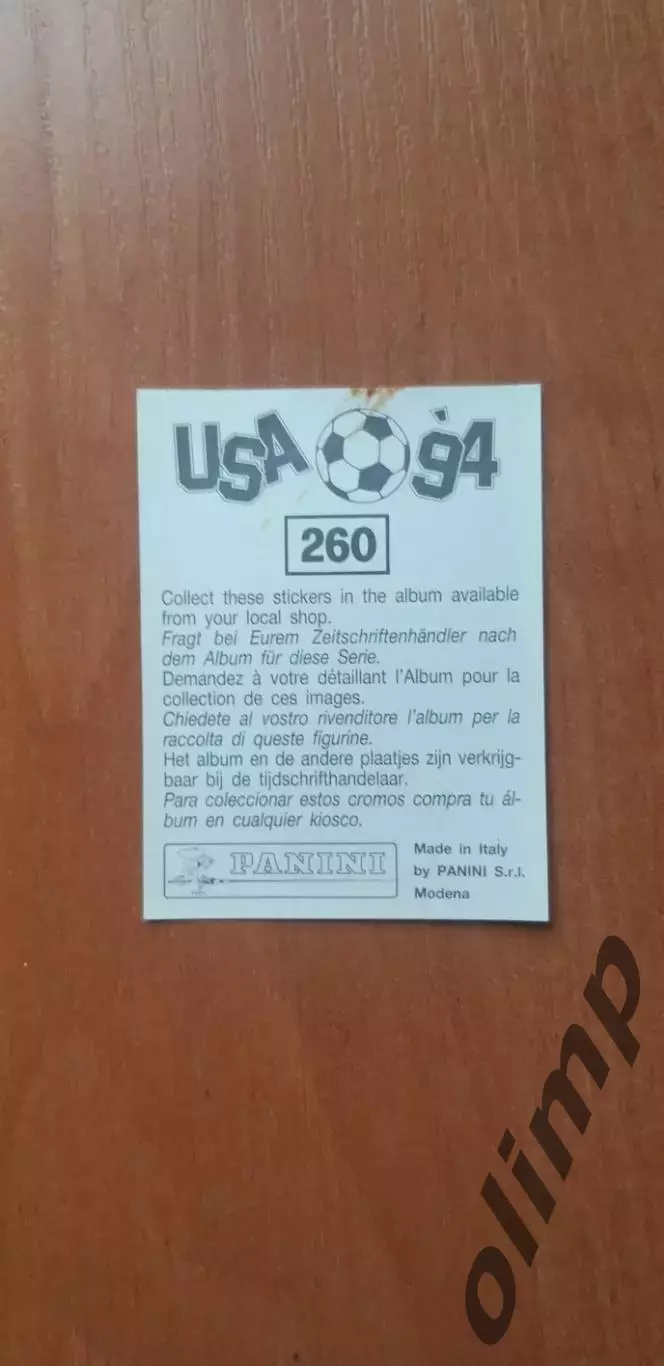 USA '94
260
Collect these stickers in the album available
from your local shop.
Fragt bei Eurem Zeitschriftenhändler nach
dem Album für diese Serie.
Demandez à votre détaillant l'Album pour la
collection de ces images.
Chiedete al vostro rivenditore l'album per la
raccolta di queste figurine.
Het album en de andere plaatjes zijn verkrijg-
baar bij de tijdschrifthandelaar.
Para coleccionar estos cromos compra tu ál-
bum en cualquier kiosco.
PANINI
Made in Italy
by PANINI S.r.l.
Modena
olimp